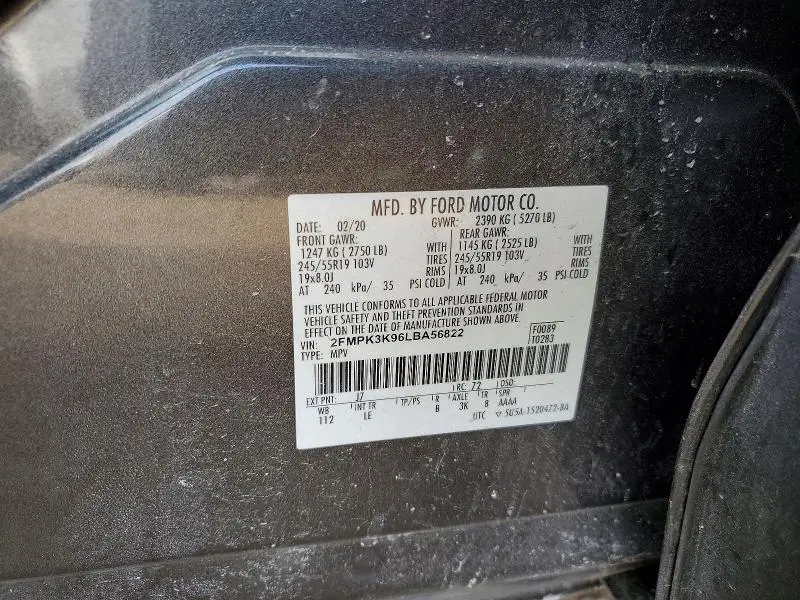 MFD. BY FORD MOTOR CO.
DATE: 02/20 GVWR: 2390 KG ( 5270 LB)
FRONT GAWR: REAR GAWR:
1247 KG ( 2750 LB) WITH 1145 KG ( 2525 LB) WITH
245/55R19 103V TIRES 245/55R19 103V TIRES
19x8.0J RIMS 19x8.0J RIMS
AT 240 kPa/ 35 PSI COLD AT 240 kPa/ 35 PSI COLD
THIS VEHICLE CONFORMS TO ALL APPLICABLE FEDERAL MOTOR
VEHICLE SAFETY AND THEFT PREVENTION STANDARDS IN
EFFECT ON THE DATE OF MANUFACTURE SHOWN ABOVE.
VIN: 2FMPK3K96LBA56822 F0089
TYPE: MPV T0283
EXT PNT: J7 RC: 72 DSO:
WB INT TR TP/PS R AXLE TR SPR
112 LE B 3K 8 AAAA
UTC ▽ 5U5A-1520472-BA